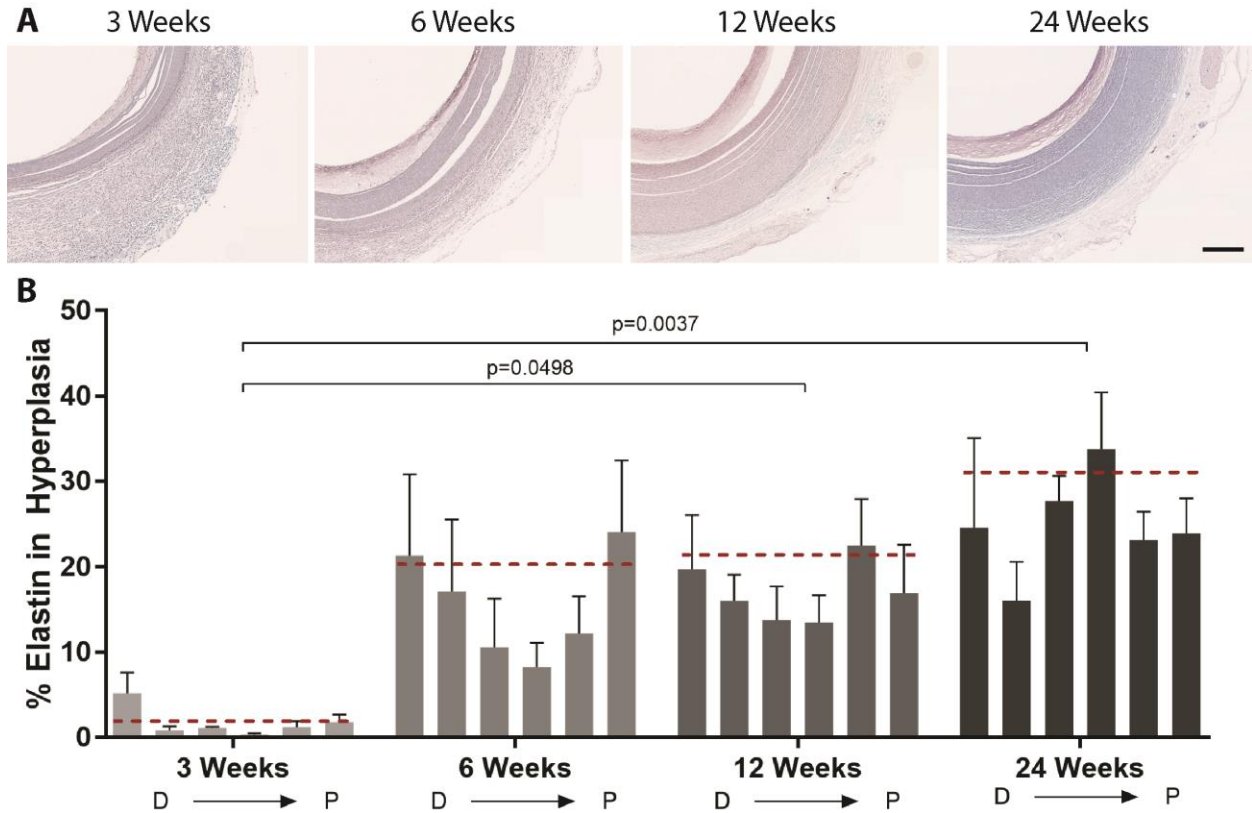 A 3 Weeks 6 Weeks 12 Weeks 24 Weeks
B
50
p=0.0037
p=0.0498
40
30
20
10
0
% Elastin in Hyperplasia
3 Weeks 6 Weeks 12 Weeks 24 Weeks
D P D P D P D P